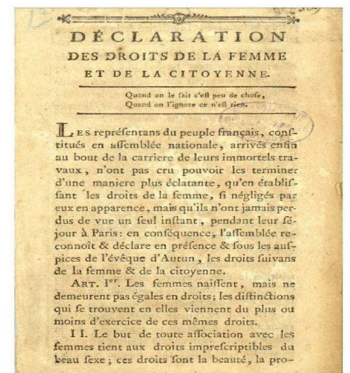 DÉCLARATION
DES DROITS DE LA FEMME
ET DE LA CITOYENNE.
Quand on le ſait c'eſt peu de choſe,
Quand on l'ignore ce n'eſt rien.
LES repréſentans du peuple français, conſ-
titués en aſſemblée nationale, arrivés enfin
au bout de la carriere de leurs immortels tra-
vaux, n'ont pas cru pouvoir les terminer
d'une maniere plus éclatante, qu'en établiſ-
ſant les droits de la femme, ſi négligés par
eux en apparence, mais qu'ils n'ont jamais per-
dus de vue un ſeul inſtant, pendant leur ſé-
jour à Paris: en conſéquence, l'aſſemblée re-
connoît & déclare en préſence & ſous les auſ-
pices de l'évêque d'Autun, les droits ſuivans
de la femme & de la citoyenne.
ART. Ier. Les femmes naiſſent, mais ne
demeurent pas égales en droits; les diſtinctions
qui ſe trouvent en elles viennent du plus ou
moins d'exercice de ces mêmes droits.
II. Le but de toute aſſociation avec les
femmes tient aux droits impreſcriptibles du
beau ſexe; ces droits ſont la beauté, la pro-